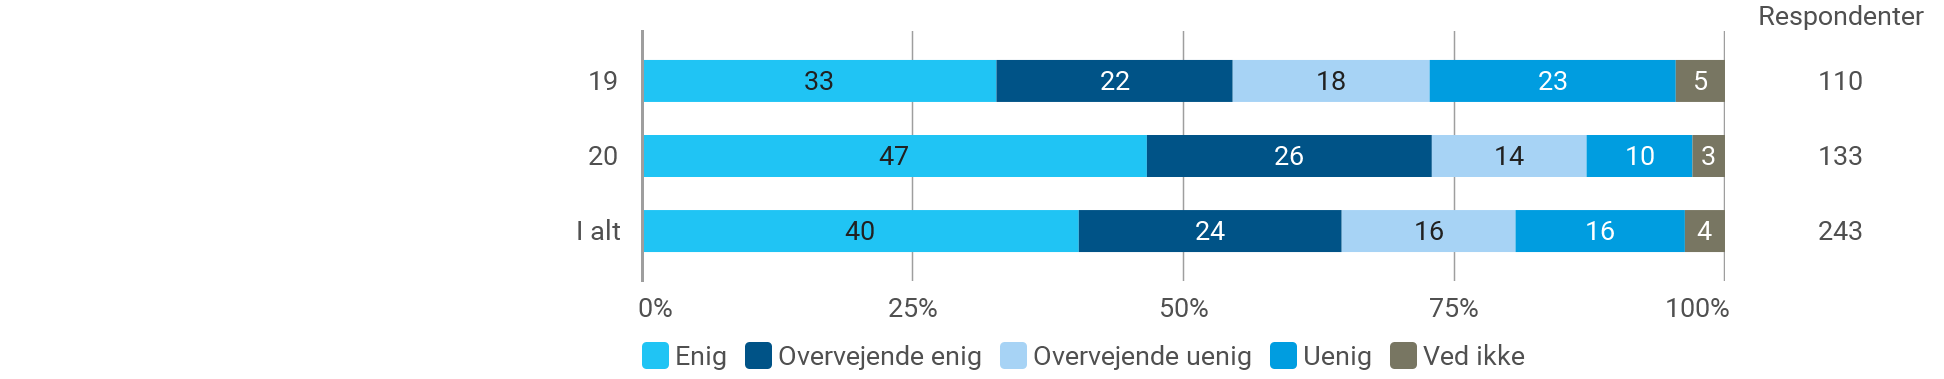 Respondenter
19 33 22 18 23 5 110
20 47 26 14 10 3 133
I alt 40 24 16 16 4 243
0% 25% 50% 75% 100%
Enig Overvejende enig Overvejende uenig Uenig Ved ikke